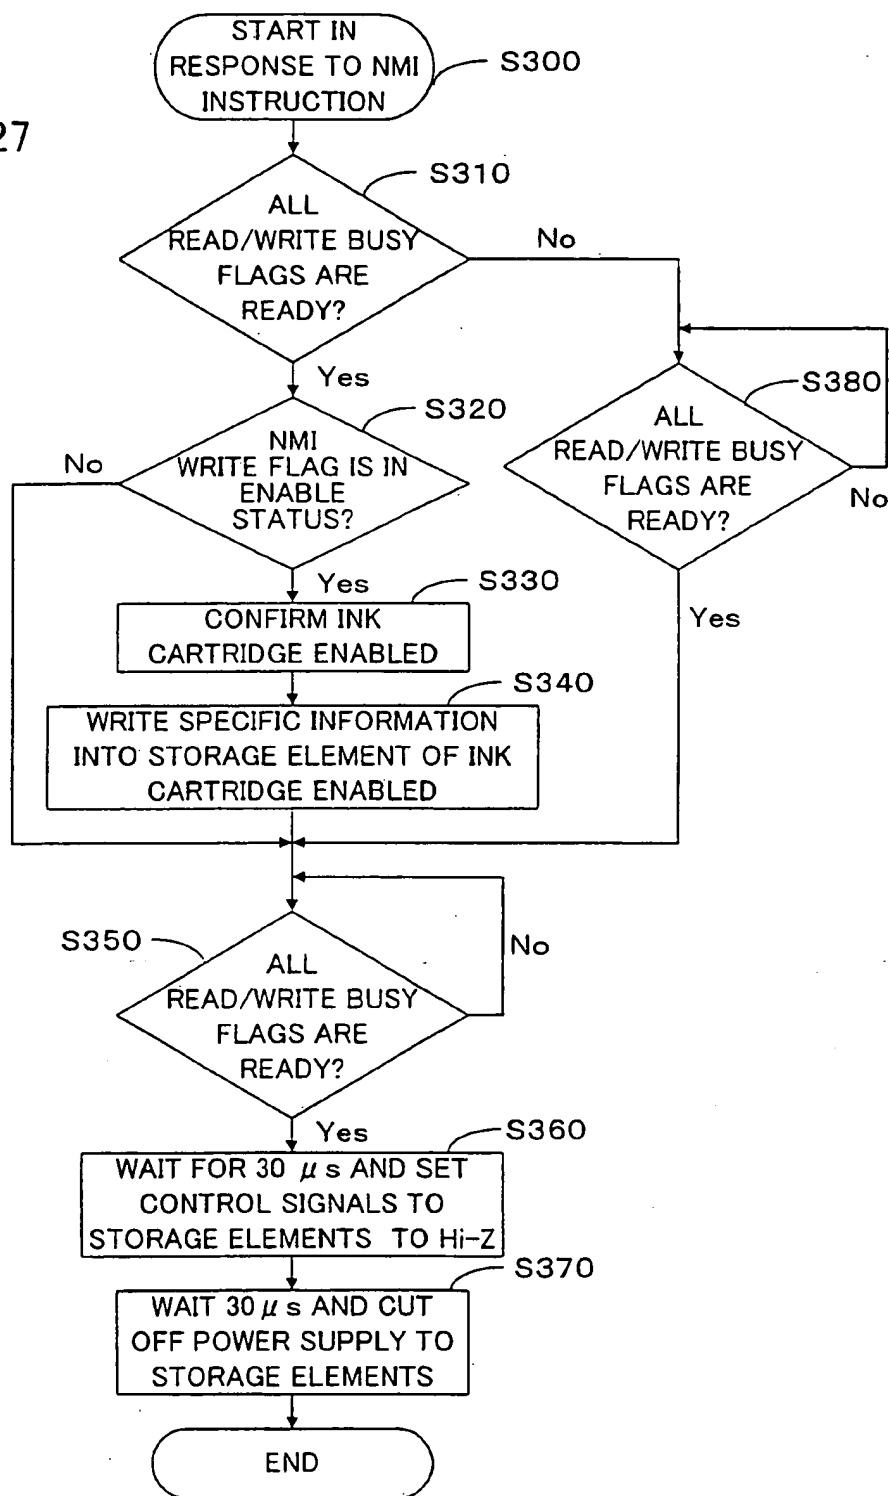 START IN
RESPONSE TO NMI
INSTRUCTION
S300
27
S310
ALL
READ/WRITE BUSY
FLAGS ARE
READY?
No
Yes
S320
NMI
WRITE FLAG IS IN
ENABLE
STATUS?
No
S380
ALL
READ/WRITE BUSY
FLAGS ARE
READY?
No
Yes
Yes
S330
CONFIRM INK
CARTRIDGE ENABLED
S340
WRITE SPECIFIC INFORMATION
INTO STORAGE ELEMENT OF INK
CARTRIDGE ENABLED
S350
ALL
READ/WRITE BUSY
FLAGS ARE
READY?
No
Yes
S360
WAIT FOR 30 μs AND SET
CONTROL SIGNALS TO
STORAGE ELEMENTS TO Hi-Z
S370
WAIT 30μs AND CUT
OFF POWER SUPPLY TO
STORAGE ELEMENTS
END